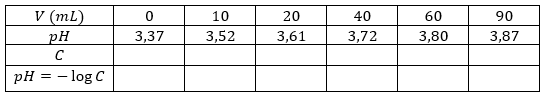 V (mL) 0 10 20 40 60 90
pH 3,37 3,52 3,61 3,72 3,80 3,87
C
pH = − log C